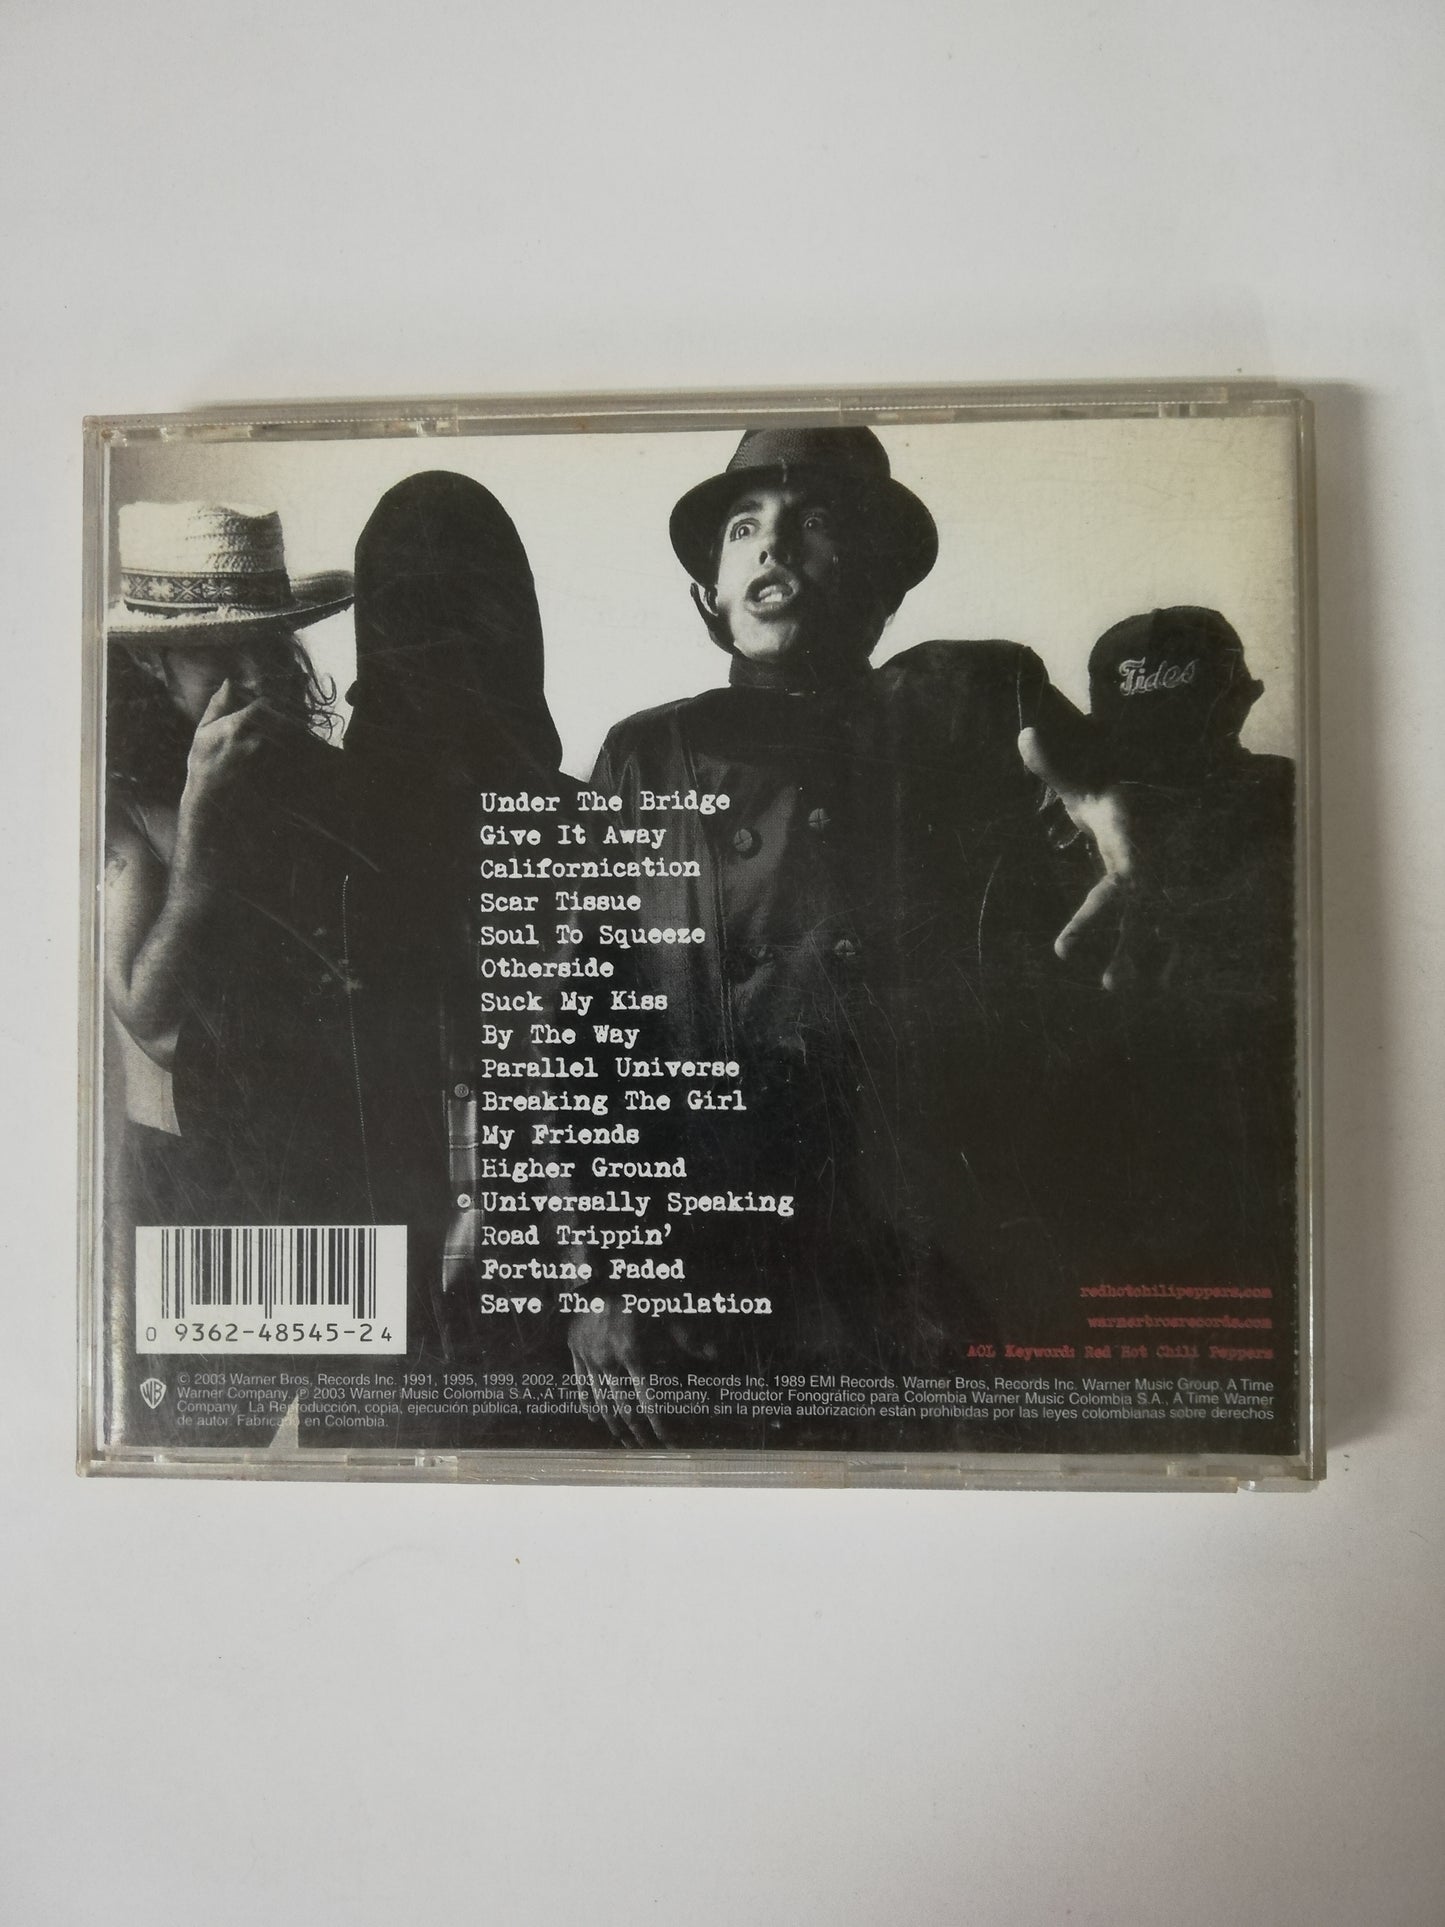 Tides
Under The Bridge
Give It Away
Californication
Scar Tissue
Soul To Squeeze
Otherside
Suck My Kiss
By The Way
Parallel Universe
Breaking The Girl
My Friends
Higher Ground
Universally Speaking
Road Trippin'
Fortune Faded
Save The Population
redhotchilipeppers.com
warnerbrosrecords.com
AOL Keyword: Red Hot Chili Peppers
0 9362-48545-2 4
WB
© 2003 Warner Bros, Records Inc. 1991, 1995, 1999, 2002, 2003 Warner Bros, Records Inc. 1989 EMI Records. Warner Bros, Records Inc. Warner Music Group, A Time
Warner Company. ℗ 2003 Warner Music Colombia S.A., A Time Warner Company. Productor Fonográfico para Colombia Warner Music Colombia S.A., A Time Warner
Company. La Reproducción, copia, ejecución pública, radiodifusión y/o distribución sin la previa autorización están prohibidas por las leyes colombianas sobre derechos
de autor. Fabricado en Colombia.